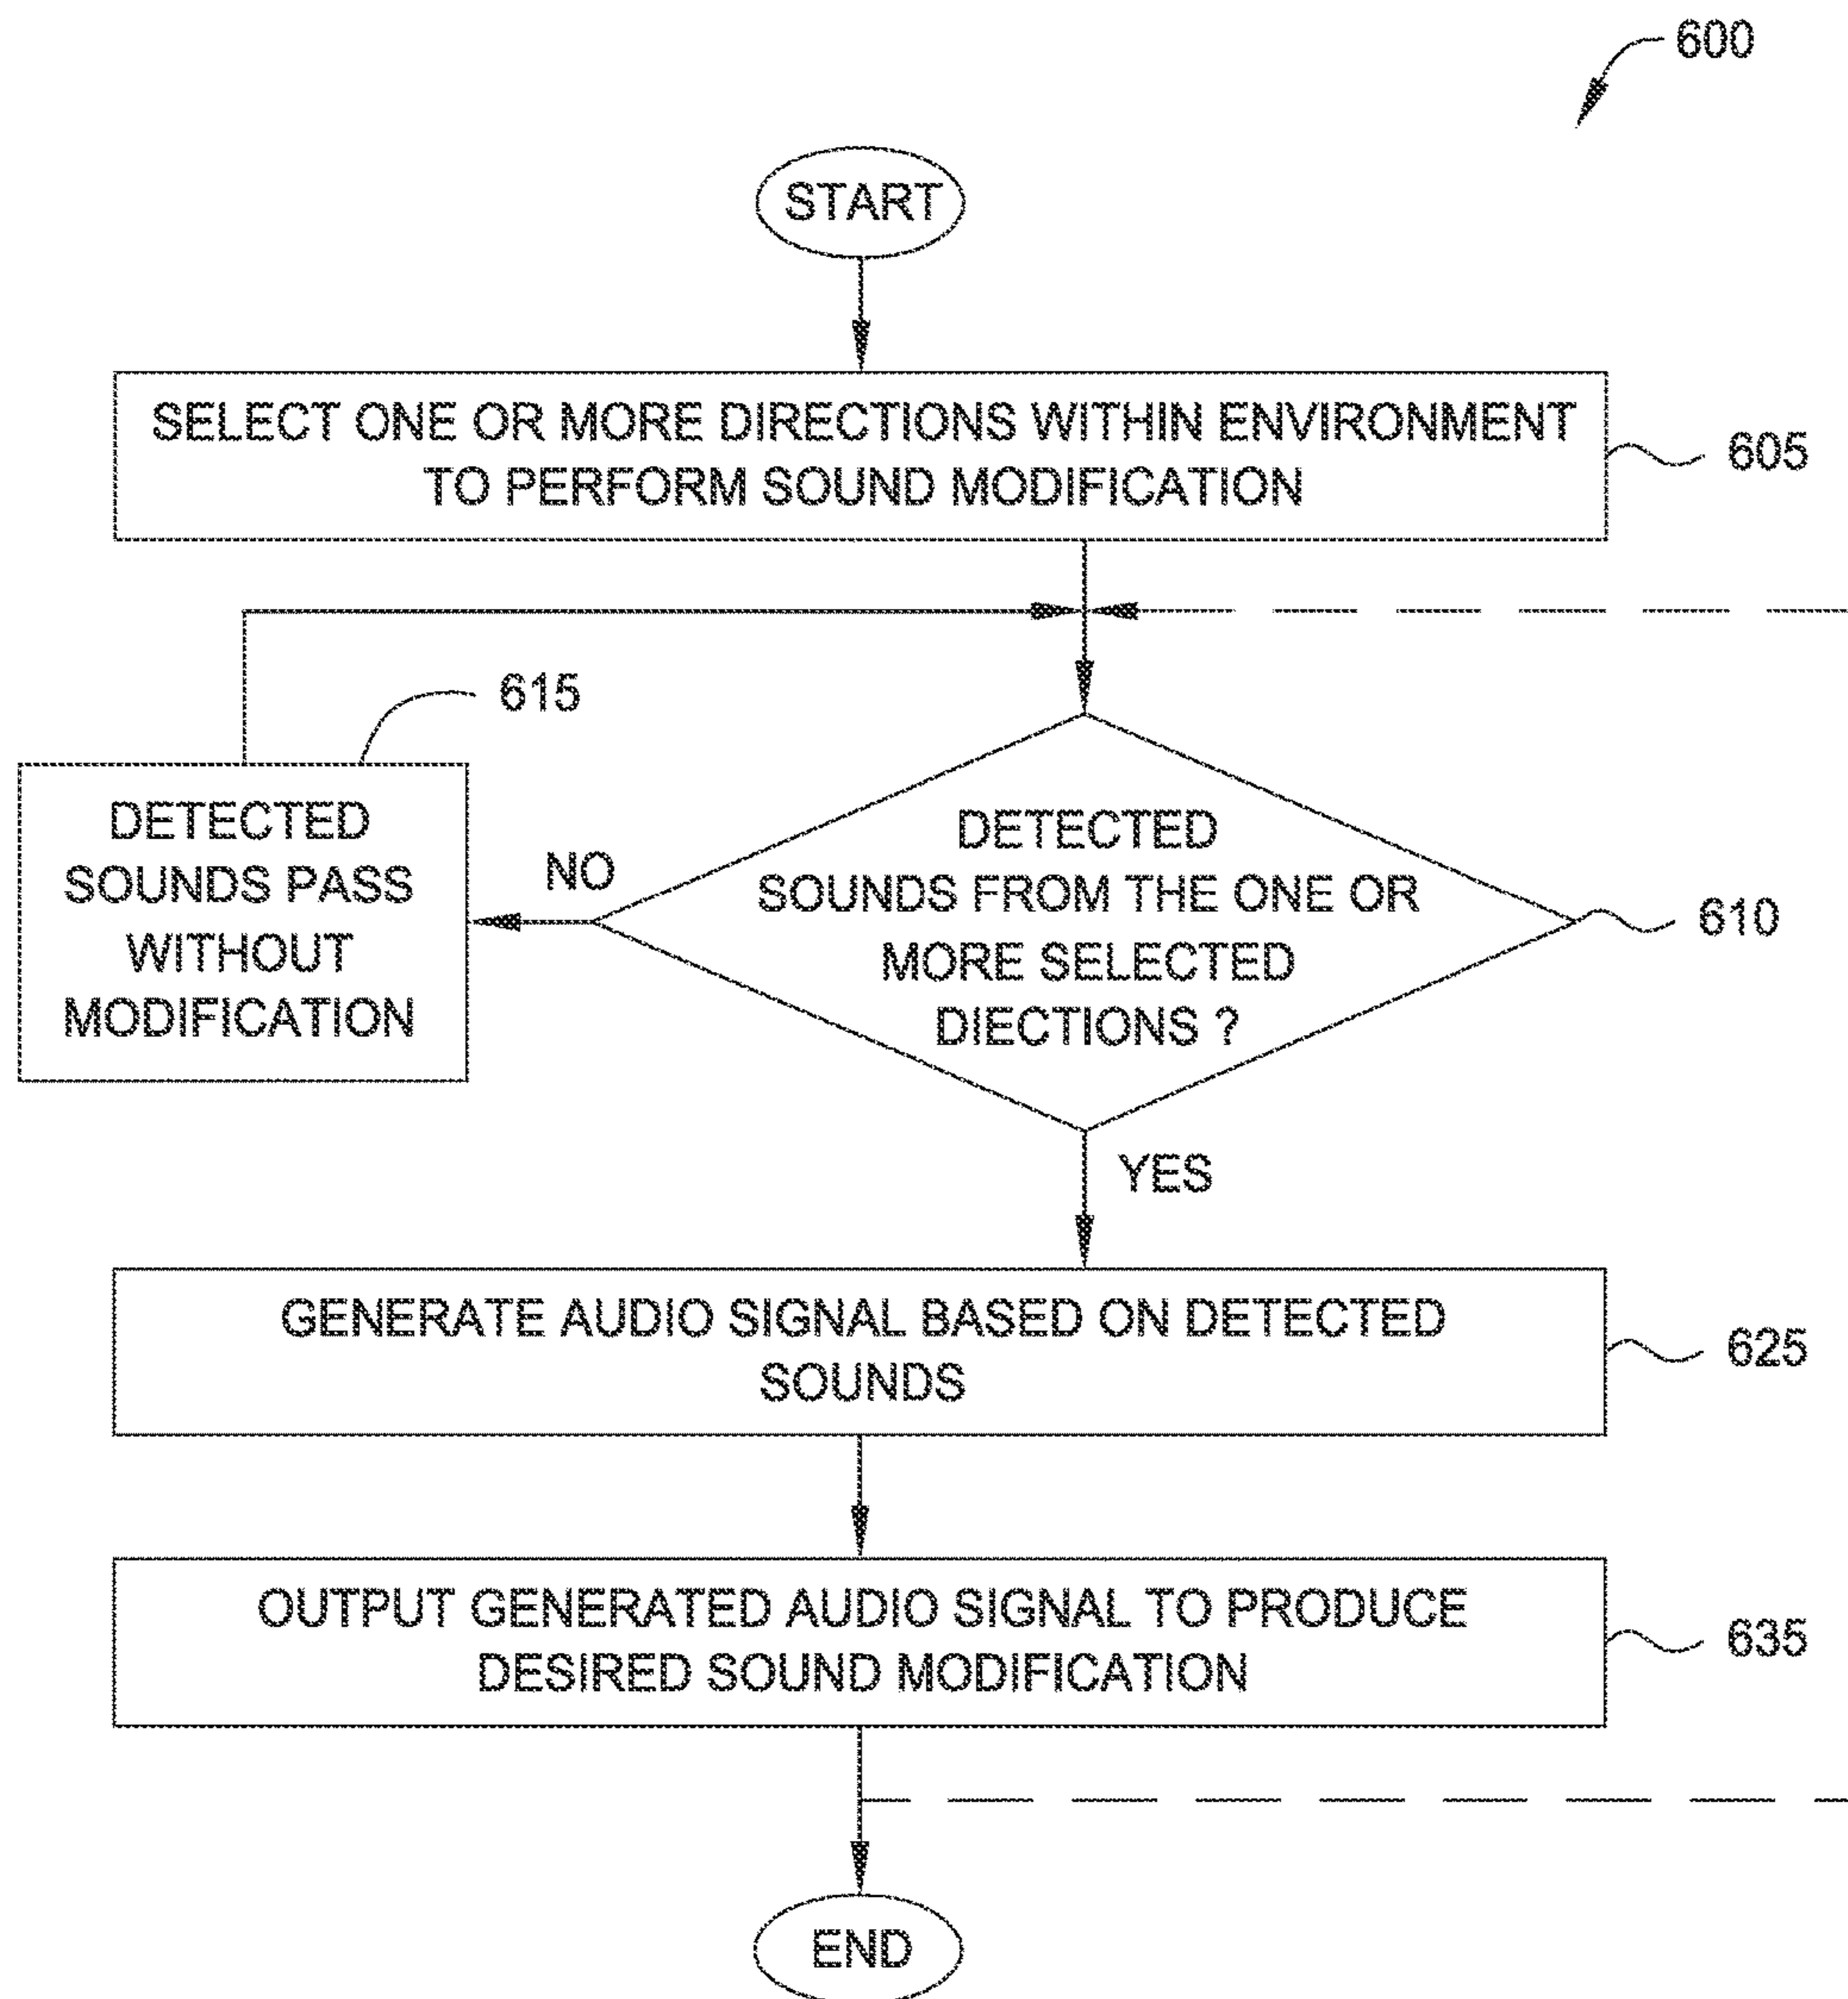 600
START
SELECT ONE OR MORE DIRECTIONS WITHIN ENVIRONMENT
TO PERFORM SOUND MODIFICATION
605
615
DETECTED
SOUNDS PASS
WITHOUT
MODIFICATION
NO
DETECTED
SOUNDS FROM THE ONE OR
MORE SELECTED
DIECTIONS ?
610
YES
GENERATE AUDIO SIGNAL BASED ON DETECTED
SOUNDS
625
OUTPUT GENERATED AUDIO SIGNAL TO PRODUCE
DESIRED SOUND MODIFICATION
635
END